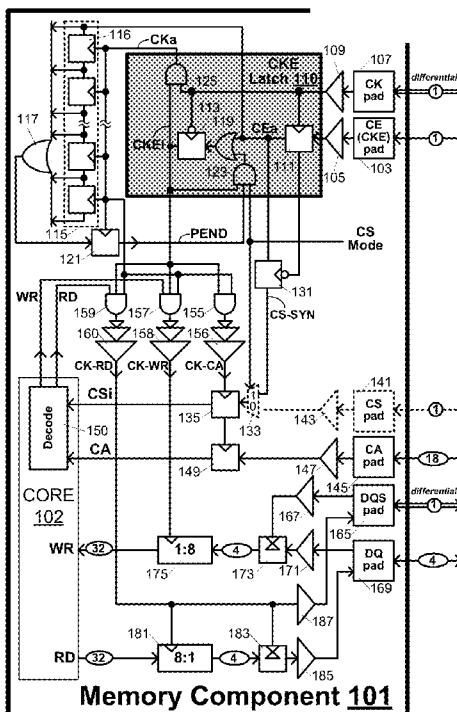 116
CKa
CKE
Latch 110
109
107
CK
pad
differential
1
125
113
119
117
CEa
CE
(CKE)
pad
1
CKEi
111
105
103
123
115
PEND
CS
Mode
121
131
WR
RD
159
157
155
CS-SYN
160
158
156
CK-RD
CK-WR
CK-CA
141
CSi
1
0
CS
pad
1
135
133
143
Decode
150
CA
149
147
CA
pad
18
145
CORE
102
differential
DQS
pad
1
167
165
WR
32
1:8
4
DQ
pad
4
175
173
171
169
187
181
183
RD
32
8:1
4
185
Memory Component 101